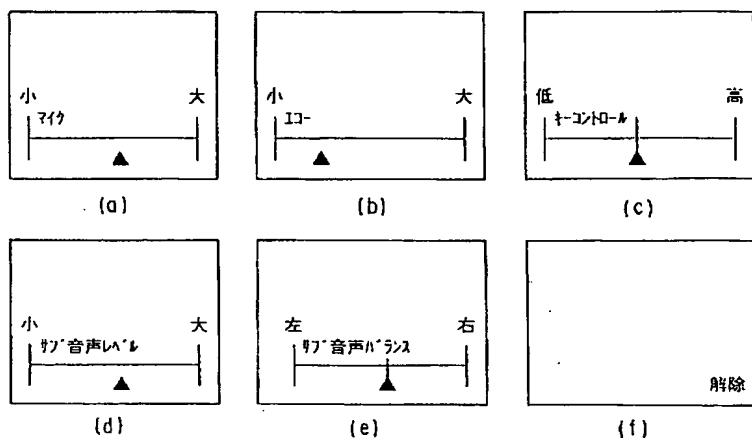 小 大
マイク
(a)
小 大
エコー
(b)
低 高
キーコントロール
(c)
小 大
サブ音声レベル
(d)
左 右
サブ音声バランス
(e)
解除
(f)